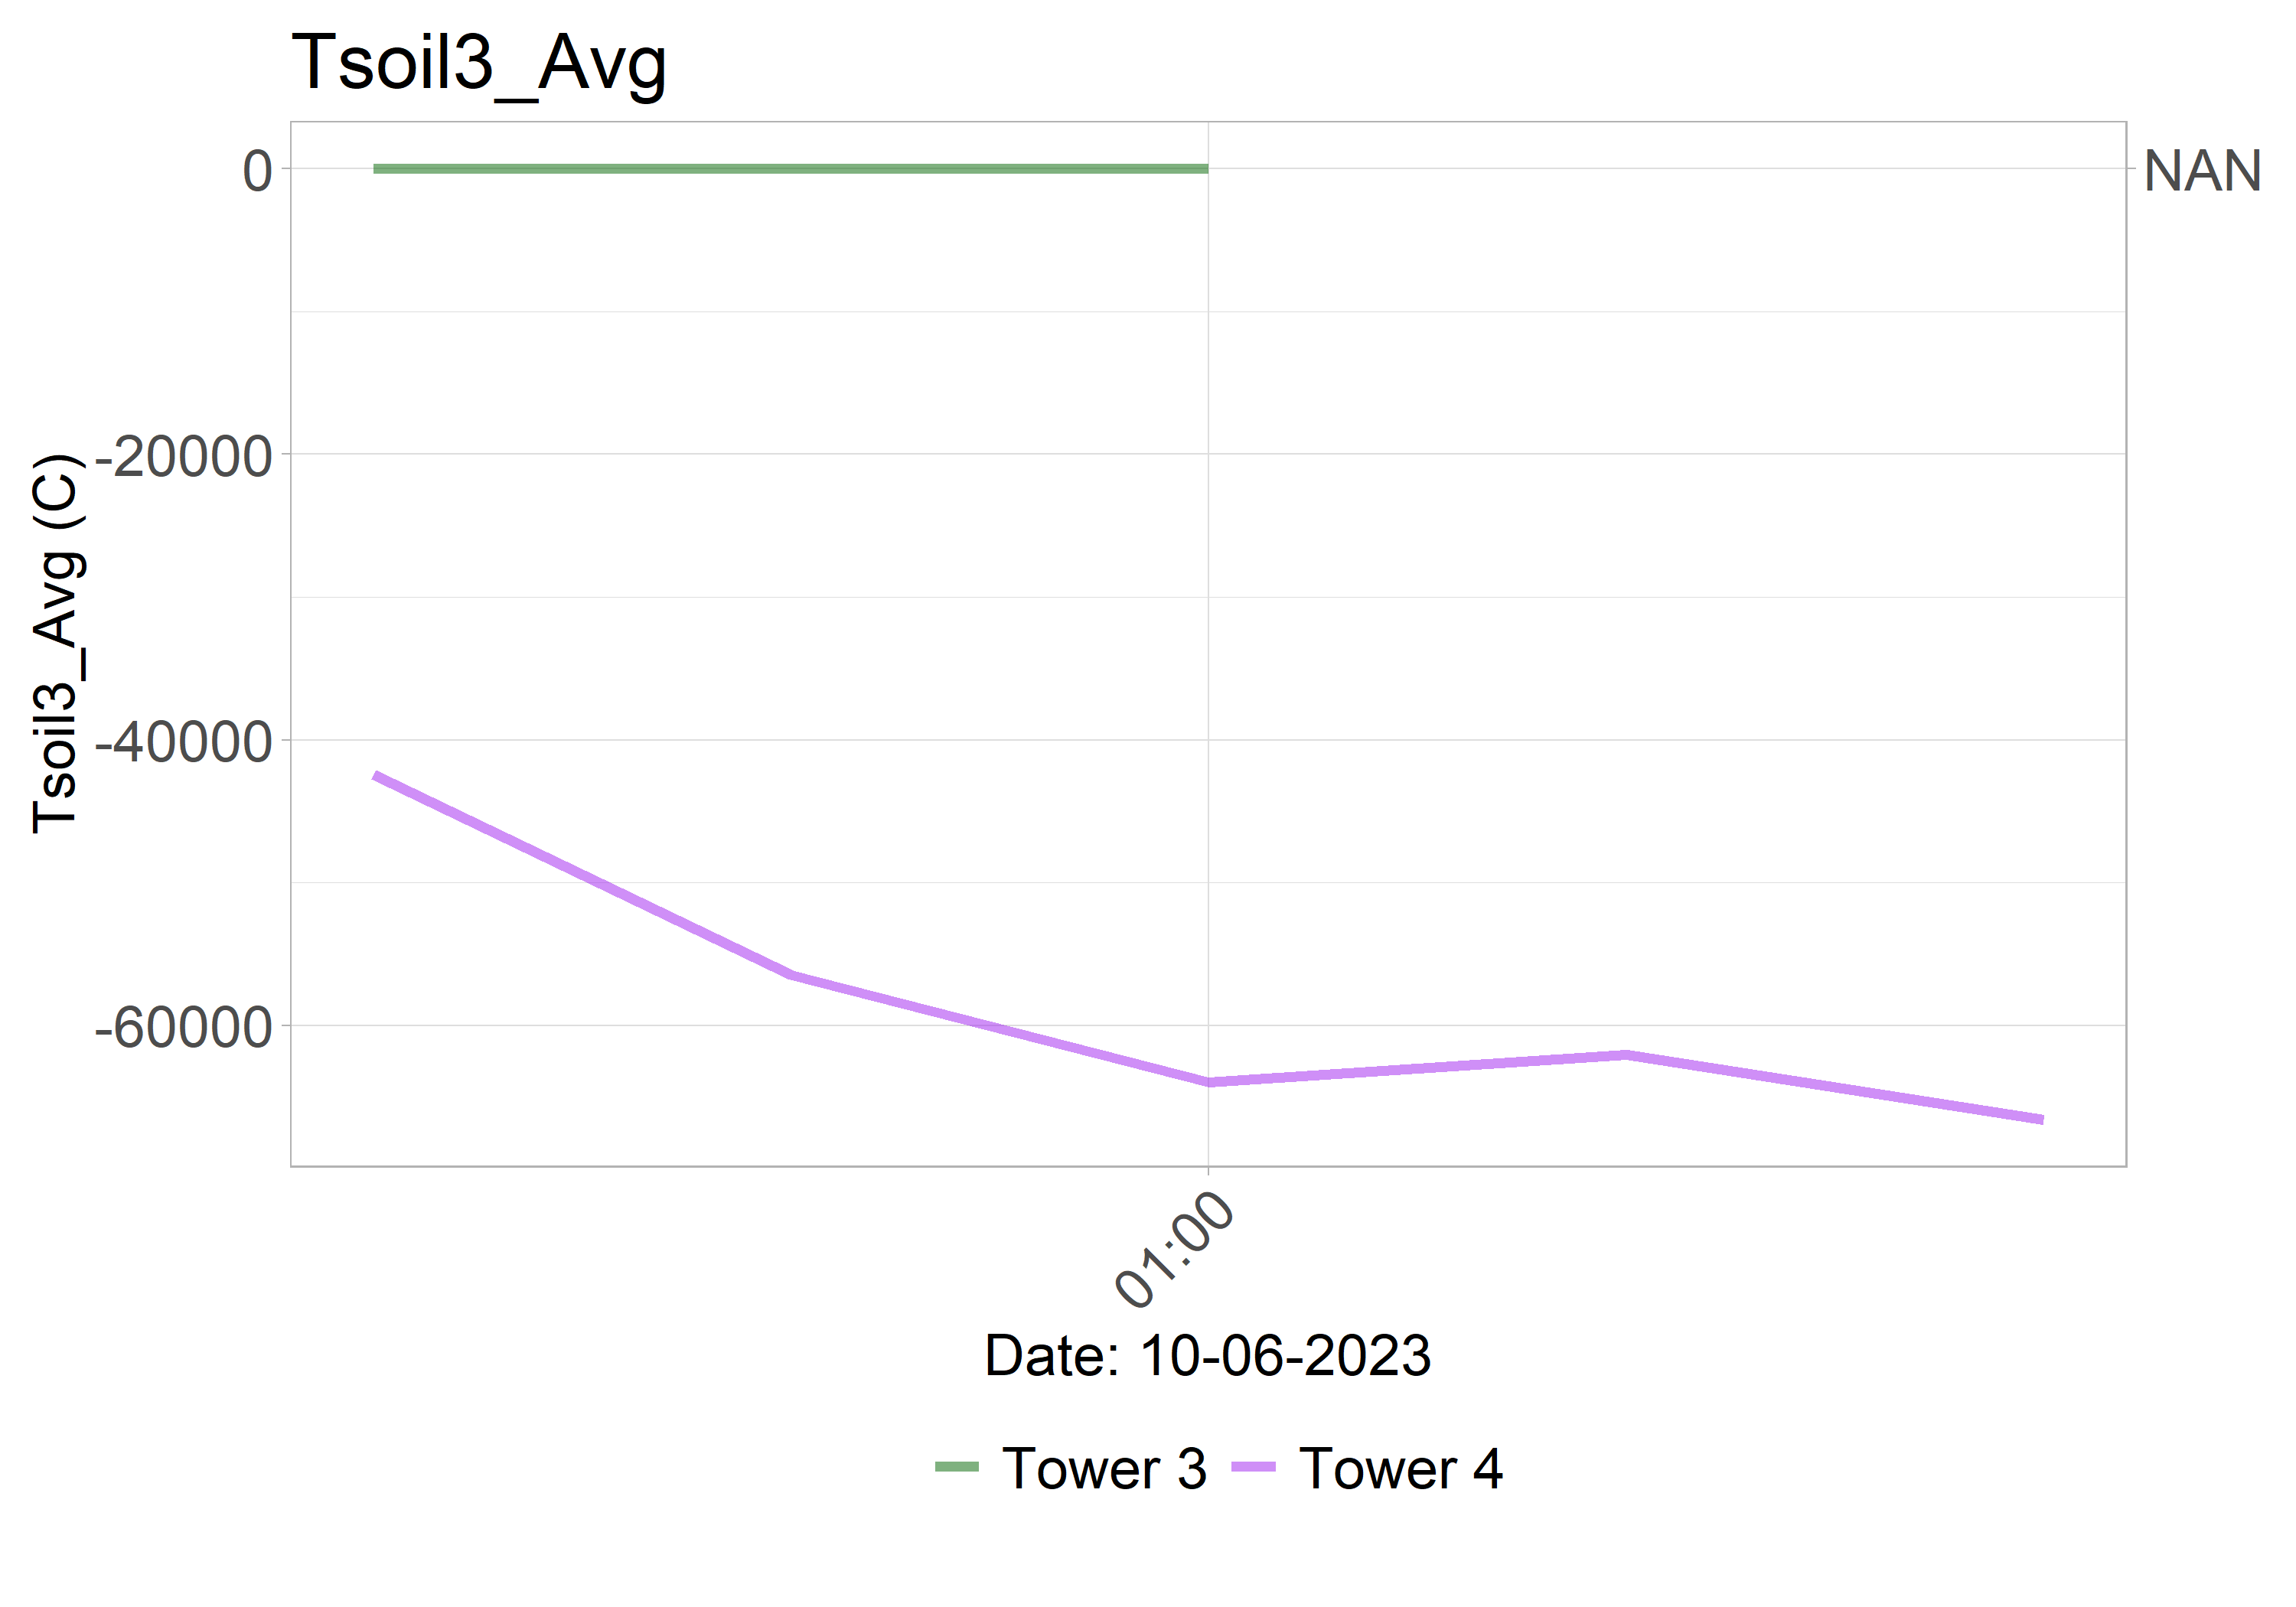 Tsoil3_Avg
Tsoil3_Avg (C)
0
-20000
-40000
-60000
NAN
01:00
Date: 10-06-2023
Tower 3 Tower 4